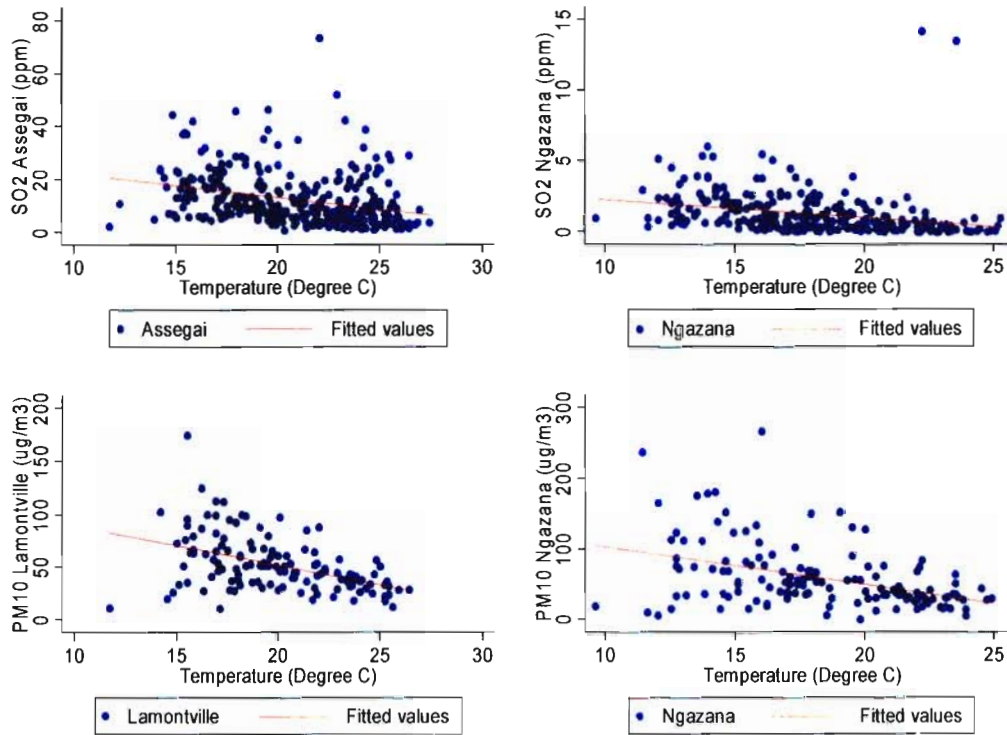 SO2 Assegai (ppm)
80
60
40
20
0
10 15 20 25 30
Temperature (Degree C)
Assegai Fitted values
SO2 Ngazana (ppm)
15
10
5
0
10 15 20 25
Temperature (Degree C)
Ngazana Fitted values
PM10 Lamontville (ug/m3)
200
150
100
50
0
10 15 20 25 30
Temperature (Degree C)
Lamontville Fitted values
PM10 Ngazana (ug/m3)
300
200
100
0
10 15 20 25
Temperature (Degree C)
Ngazana Fitted values